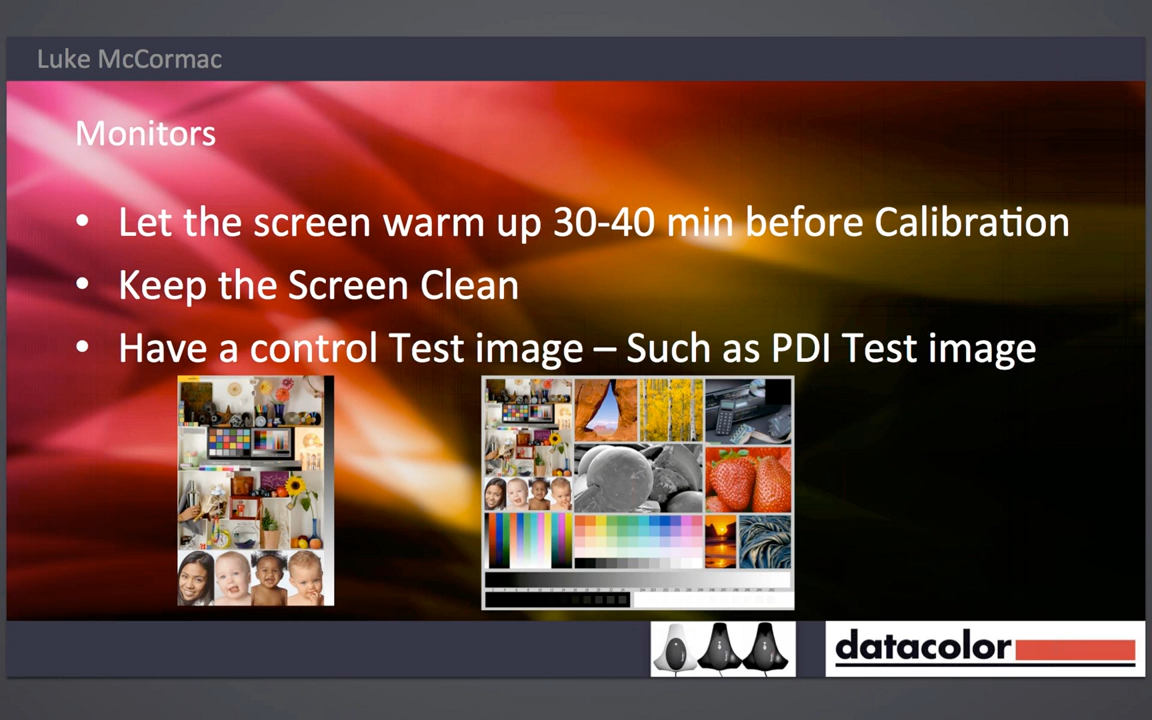 Luke McCormac
Monitors
• Let the screen warm up 30-40 min before Calibration
• Keep the Screen Clean
• Have a control Test image – Such as PDI Test image
datacolor